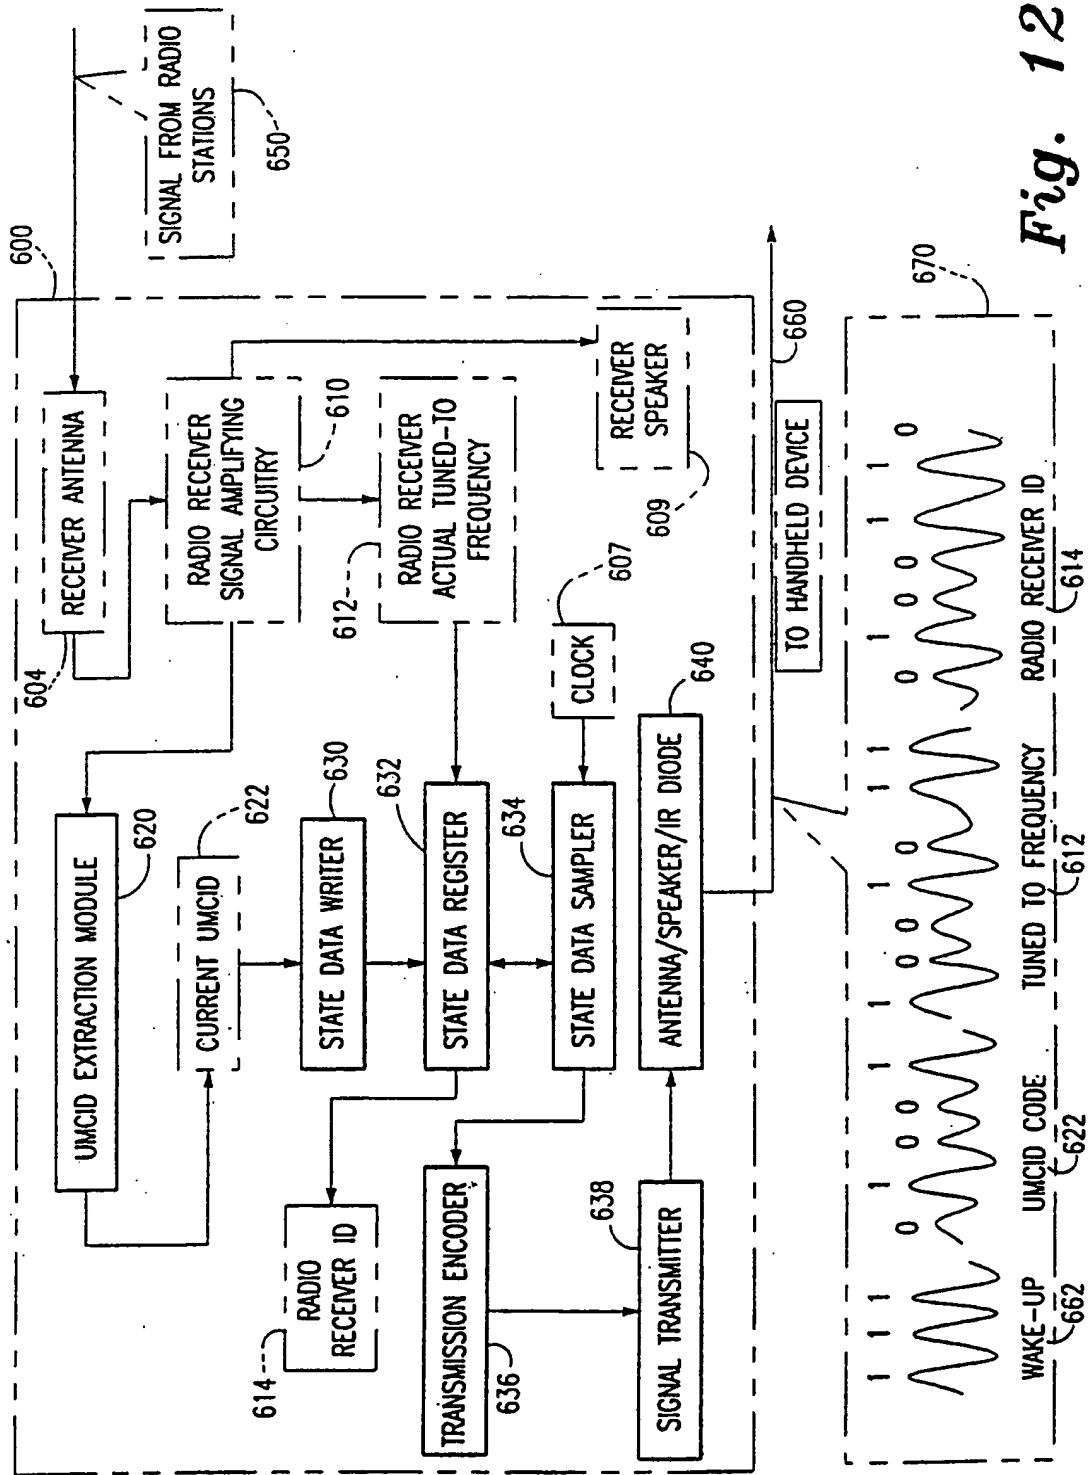 600
SIGNAL FROM RADIO
STATIONS
650
604
RECEIVER ANTENNA
UMCID EXTRACTION MODULE
620
RADIO RECEIVER
SIGNAL AMPLIFYING
CIRCUITRY
610
CURRENT UMCID
622
614
RADIO
RECEIVER ID
STATE DATA WRITER
630
612
RADIO RECEIVER
ACTUAL TUNED-TO
FREQUENCY
TRANSMISSION ENCODER
636
STATE DATA REGISTER
632
STATE DATA SAMPLER
634
CLOCK
607
RECEIVER
SPEAKER
609
SIGNAL TRANSMITTER
638
ANTENNA/SPEAKER/IR DIODE
640
TO HANDHELD DEVICE
660
670
1 1 1 0 1 0 0 1 1 0 0 1 0 1 1 0 1 0 0 1 1 0
WAKE-UP UMCID CODE TUNED TO FREQUENCY RADIO RECEIVER ID
662 622 612 614
Fig. 12